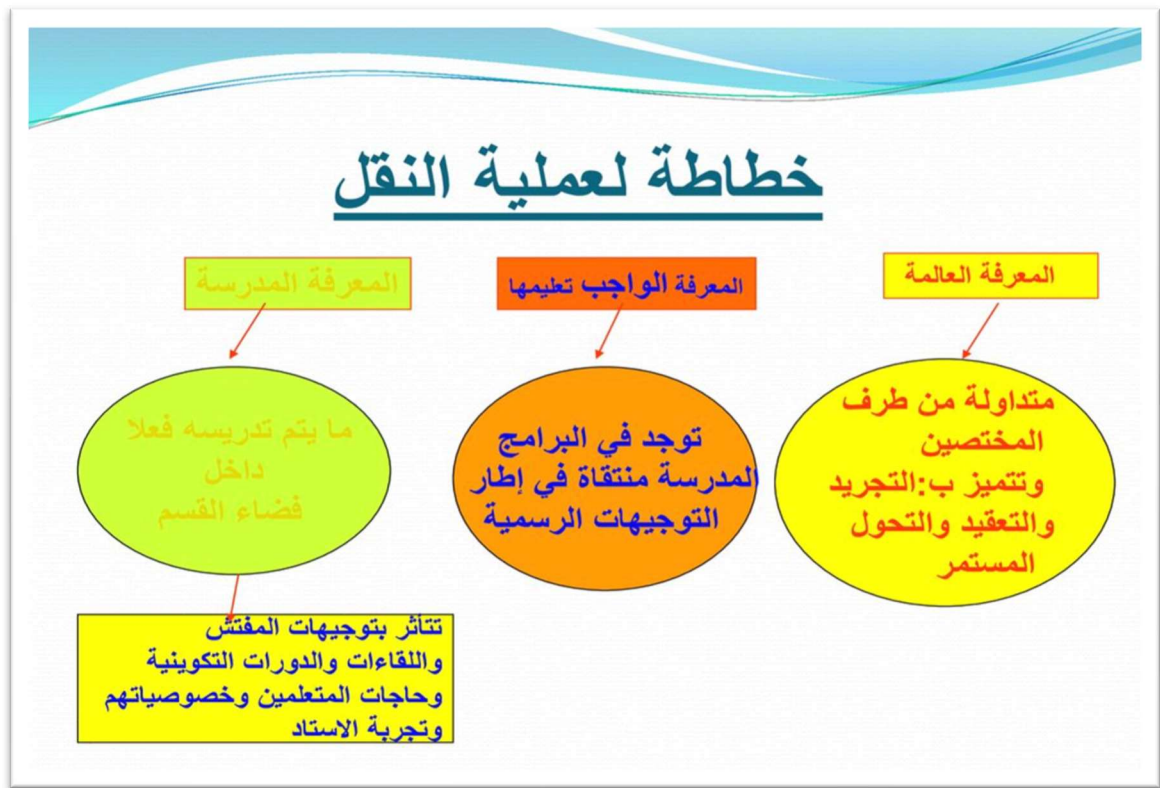 خطاطة لعملية النقل
المعرفة العالمة
متداولة من طرف
المختصين
وتتميز ب:التجريد
والتعقيد والتحول
المستمر
المعرفة الواجب تعليمها
توجد في البرامج
المدرسة منتقاة في إطار
التوجيهات الرسمية
المعرفة المدرسة
ما يتم تدريسه فعلا
داخل
فضاء القسم
تتأثر بتوجيهات المفتش
واللقاءات والدورات التكوينية
وحاجات المتعلمين وخصوصياتهم
وتجربة الاستاد